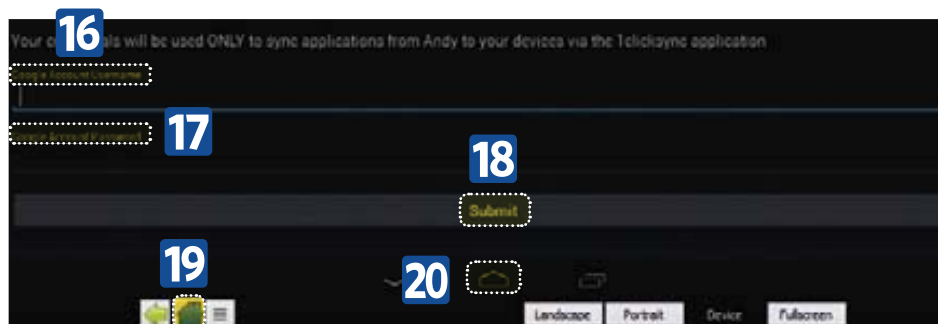 16
Your credentials will be used ONLY to sync applications from Andy to your devices via the 1clicksync application
Google Account Username
17
Google Account Password
18
Submit
19
20
Landscape Portrait Device Fullscreen